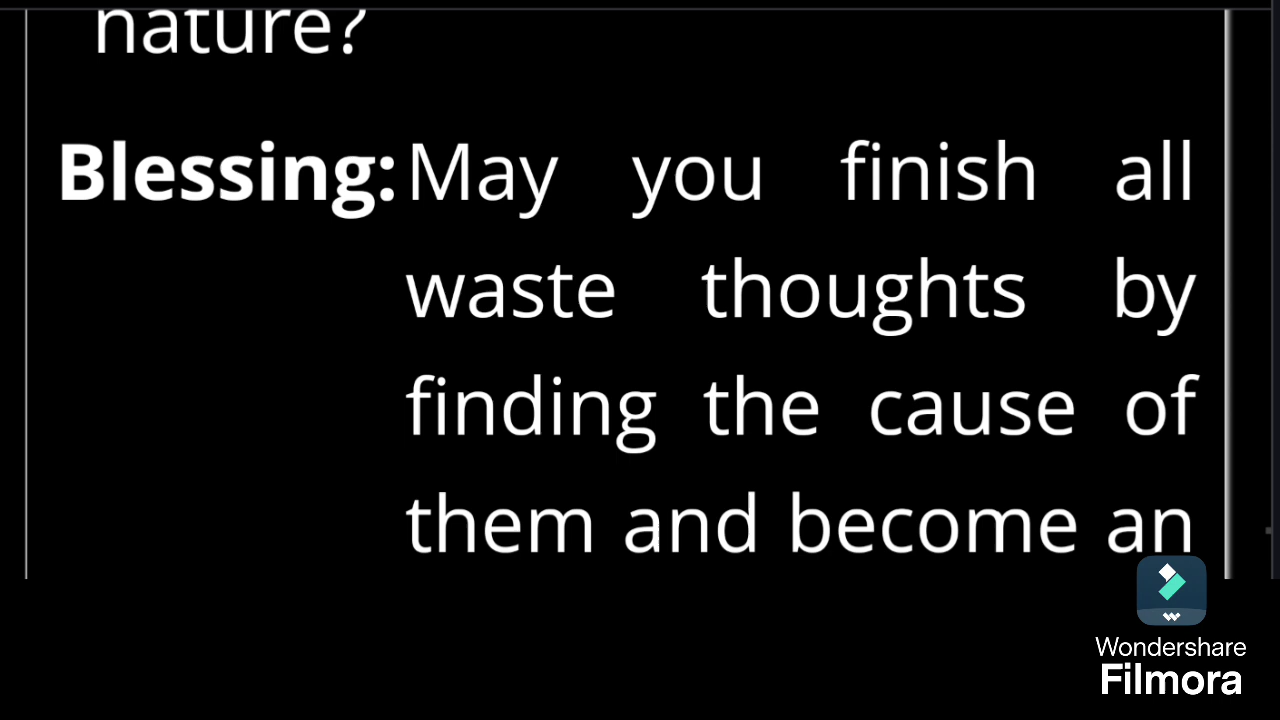 nature?
Blessing: May you finish all
waste thoughts by
finding the cause of
them and become an
Wondershare
Filmora